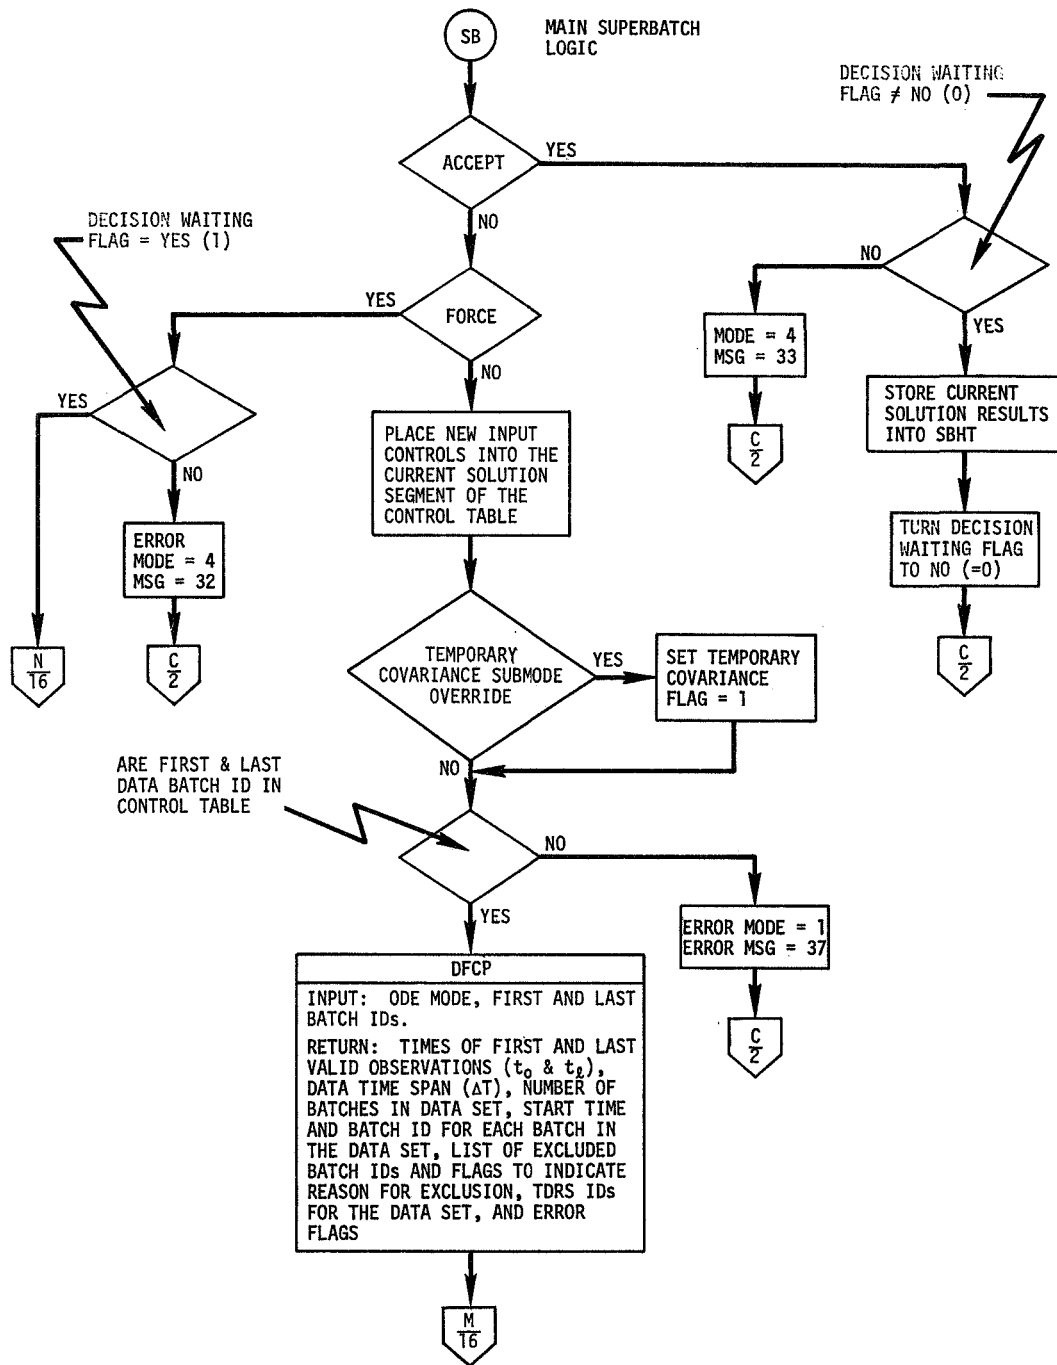 SB
MAIN SUPERBATCH
LOGIC
DECISION WAITING
FLAG ≠ NO (0)
ACCEPT
YES
NO
DECISION WAITING
FLAG = YES (1)
FORCE
YES
NO
NO
YES
MODE = 4
MSG = 33
C
2
STORE CURRENT
SOLUTION RESULTS
INTO SBHT
TURN DECISION
WAITING FLAG
TO NO (=0)
C
2
YES
NO
ERROR
MODE = 4
MSG = 32
N
16
C
2
PLACE NEW INPUT
CONTROLS INTO THE
CURRENT SOLUTION
SEGMENT OF THE
CONTROL TABLE
TEMPORARY
COVARIANCE SUBMODE
OVERRIDE
YES
SET TEMPORARY
COVARIANCE
FLAG = 1
NO
ARE FIRST & LAST
DATA BATCH ID IN
CONTROL TABLE
NO
YES
ERROR MODE = 1
ERROR MSG = 37
C
2
DFCP
INPUT: ODE MODE, FIRST AND LAST
BATCH IDs.
RETURN: TIMES OF FIRST AND LAST
VALID OBSERVATIONS (t₀ & tℓ),
DATA TIME SPAN (ΔT), NUMBER OF
BATCHES IN DATA SET, START TIME
AND BATCH ID FOR EACH BATCH IN
THE DATA SET, LIST OF EXCLUDED
BATCH IDs AND FLAGS TO INDICATE
REASON FOR EXCLUSION, TDRS IDs
FOR THE DATA SET, AND ERROR
FLAGS
M
16